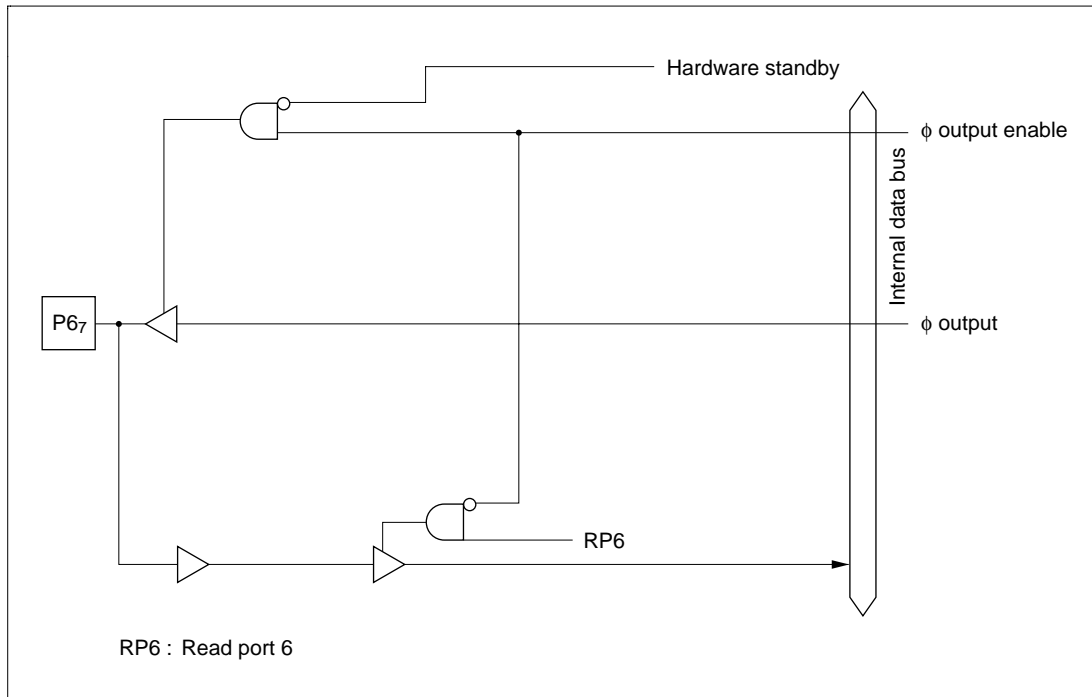 Hardware standby
ϕ output enable
Internal data bus
P6₇
ϕ output
RP6
RP6 : Read port 6